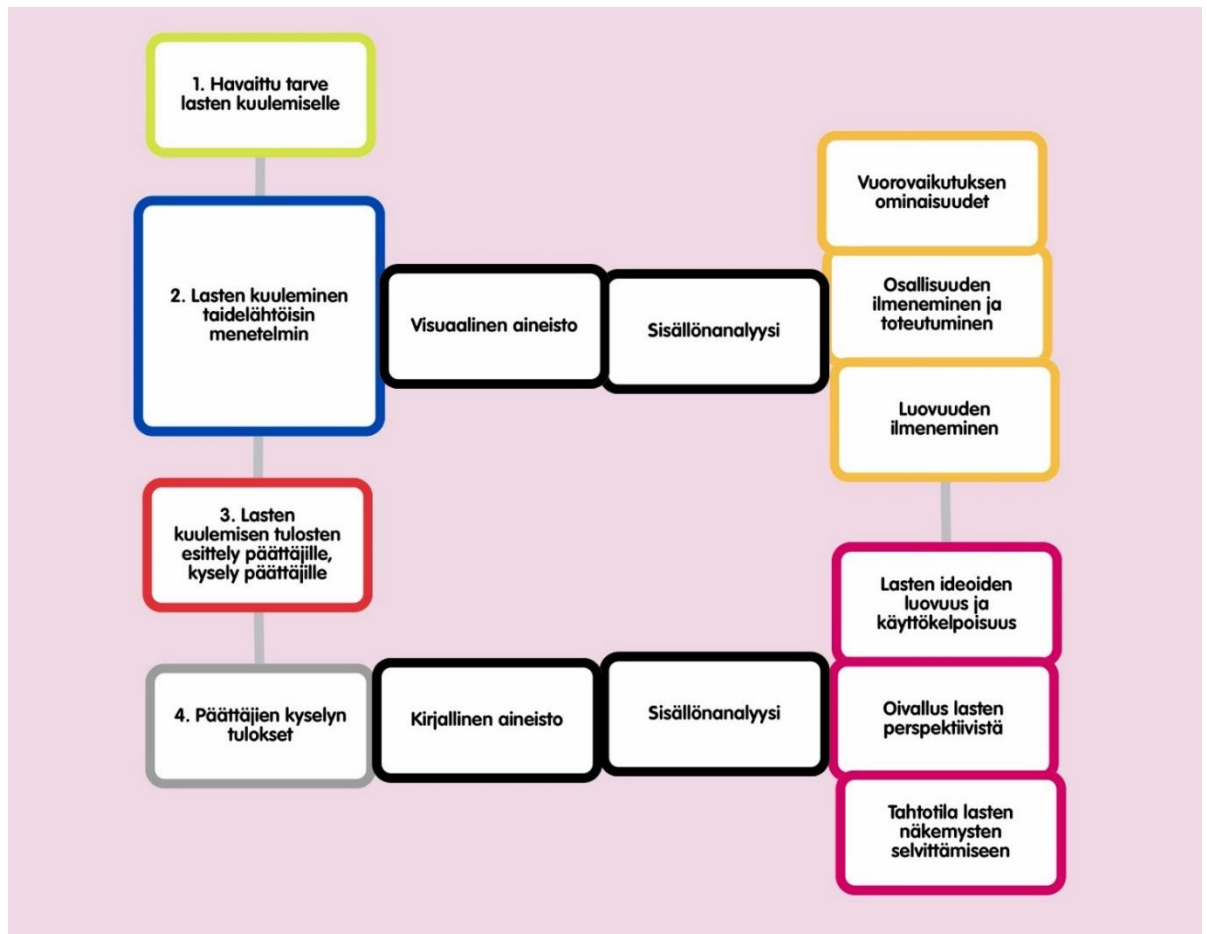 1. Havaittu tarve
lasten kuulemiselle
2. Lasten kuuleminen
taidelähtöisin
menetelmin
Visuaalinen aineisto
Sisällönanalyysi
Vuorovaikutuksen
ominaisuudet
Osallisuuden
ilmeneminen ja
toteutuminen
Luovuuden
ilmeneminen
3. Lasten
kuulemisen tulosten
esittely päättäjille,
kysely päättäjille
4. Päättäjien kyselyn
tulokset
Kirjallinen aineisto
Sisällönanalyysi
Lasten ideoiden
luovuus ja
käyttökelpoisuus
Oivallus lasten
perspektiivistä
Tahtotila lasten
näkemysten
selvittämiseen